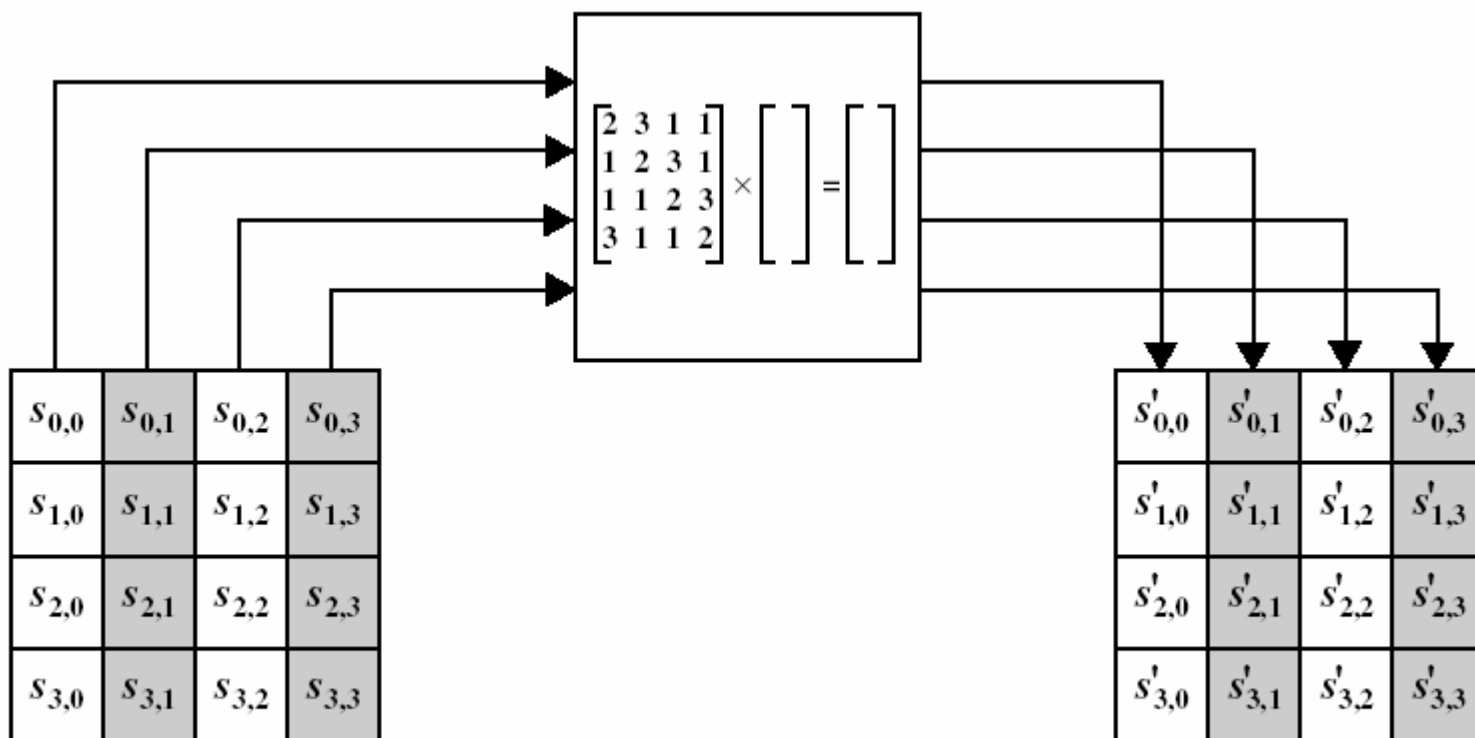 2 3 1 1
1 2 3 1
1 1 2 3
3 1 1 2
× =
s0,0 s0,1 s0,2 s0,3
s1,0 s1,1 s1,2 s1,3
s2,0 s2,1 s2,2 s2,3
s3,0 s3,1 s3,2 s3,3
s'0,0 s'0,1 s'0,2 s'0,3
s'1,0 s'1,1 s'1,2 s'1,3
s'2,0 s'2,1 s'2,2 s'2,3
s'3,0 s'3,1 s'3,2 s'3,3